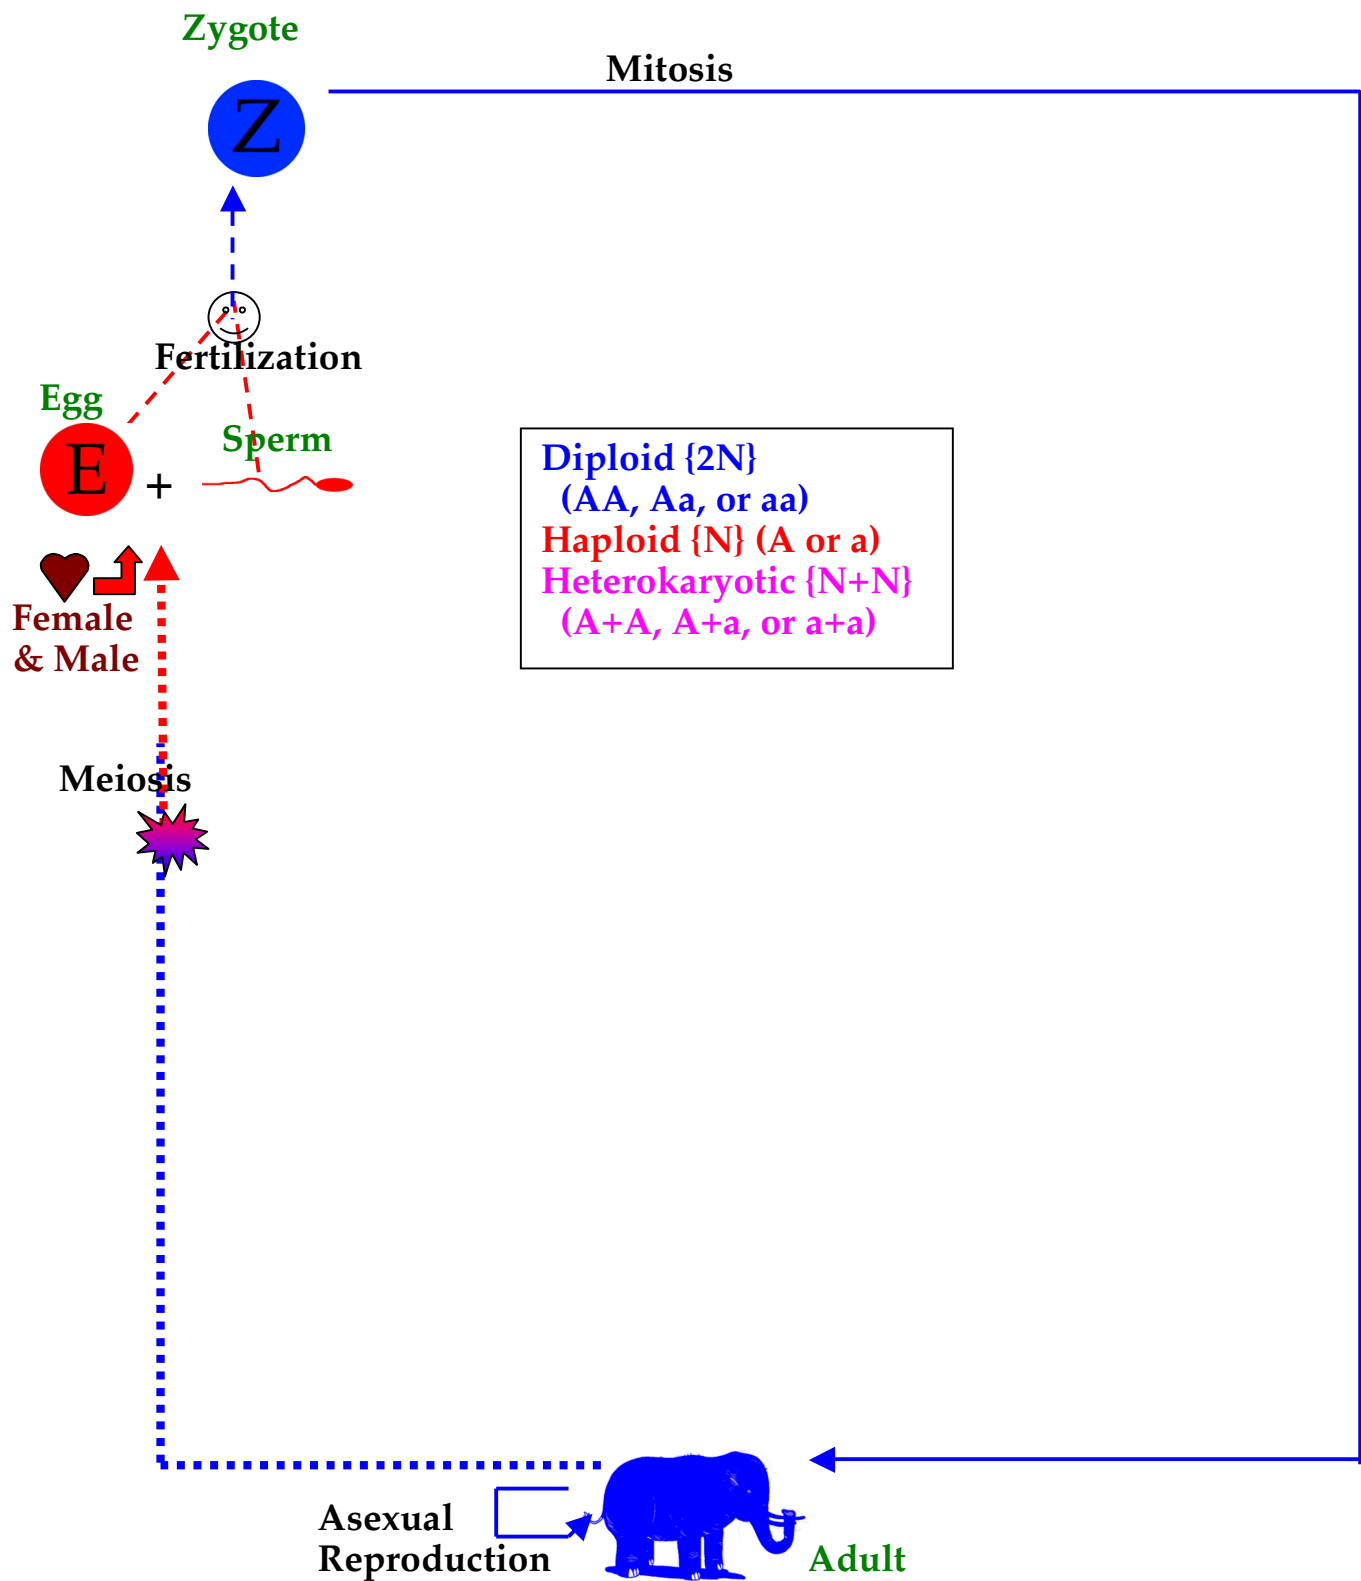 Zygote
Mitosis
Z
Fertilization
Egg
Sperm
E
+
Diploid {2N}
(AA, Aa, or aa)
Haploid {N} (A or a)
Heterokaryotic {N+N}
(A+A, A+a, or a+a)
Female
& Male
Meiosis
Asexual
Reproduction
Adult